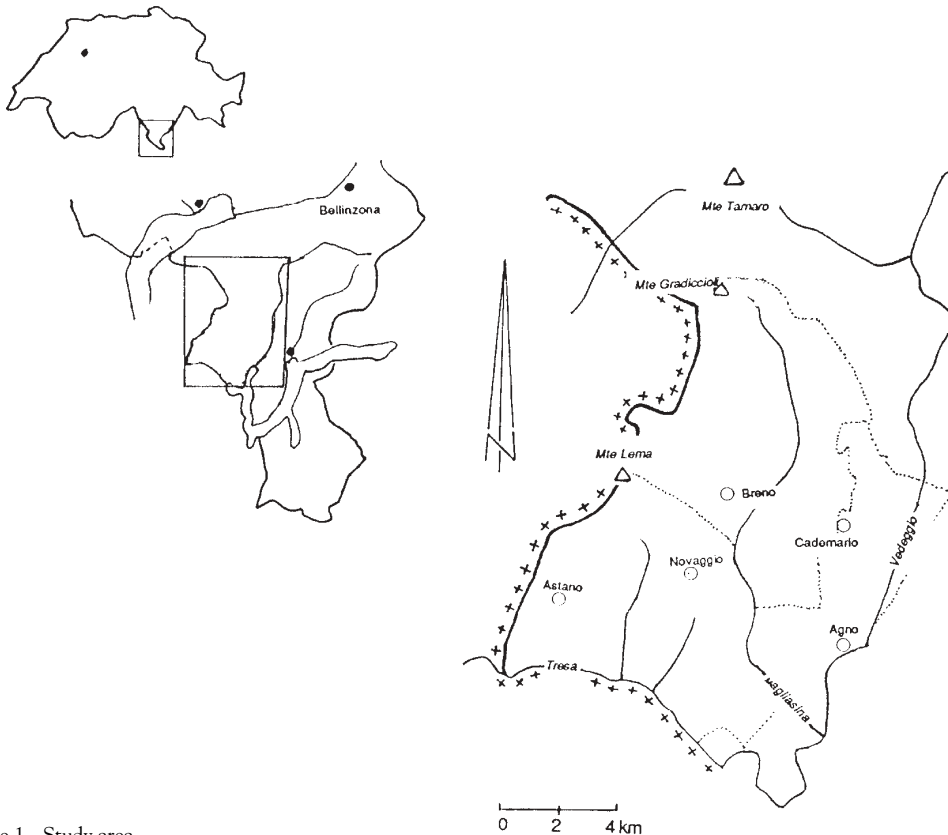 Bellinzona
Mte Tamaro
Mte Gradiccioli
Mte Lema
Breno
Cademario
Vedeggio
Novaggio
Astano
Agno
Tresa
Magliasina
0 2 4 km
1 Study area